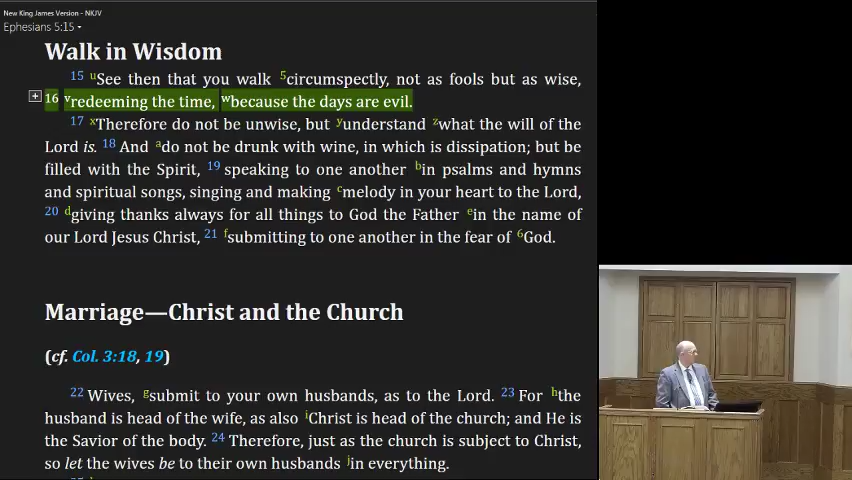 New King James Version - NKJV
Ephesians 5:15
Walk in Wisdom
15 uSee then that you walk 5circumspectly, not as fools but as wise,
16 vredeeming the time, wbecause the days are evil.
17 xTherefore do not be unwise, but yunderstand zwhat the will of the
Lord is. 18 And ado not be drunk with wine, in which is dissipation; but be
filled with the Spirit, 19 speaking to one another bin psalms and hymns
and spiritual songs, singing and making cmelody in your heart to the Lord,
20 dgiving thanks always for all things to God the Father ein the name of
our Lord Jesus Christ, 21 fsubmitting to one another in the fear of 6God.
Marriage—Christ and the Church
(cf. Col. 3:18, 19)
22 Wives, gsubmit to your own husbands, as to the Lord. 23 For hthe
husband is head of the wife, as also iChrist is head of the church; and He is
the Savior of the body. 24 Therefore, just as the church is subject to Christ,
so let the wives be to their own husbands jin everything.